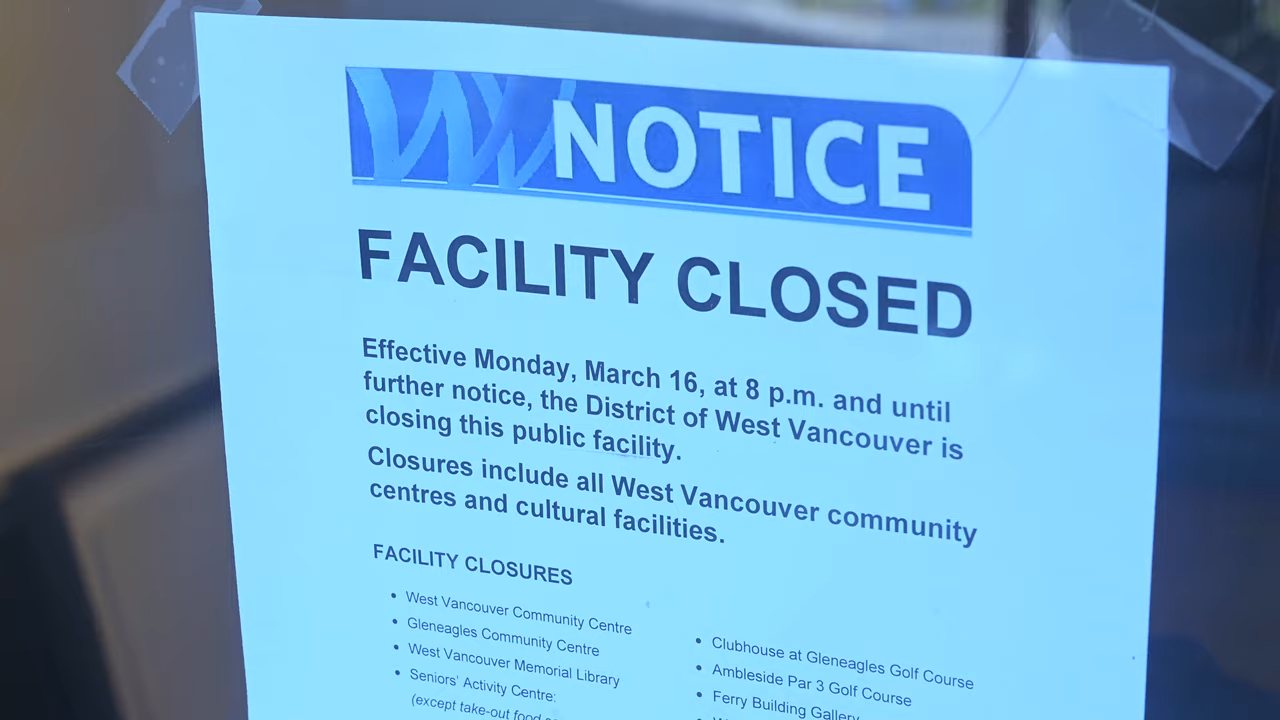 NOTICE
FACILITY CLOSED
Effective Monday, March 16, at 8 p.m. and until
further notice, the District of West Vancouver is
closing this public facility.
Closures include all West Vancouver community
centres and cultural facilities.
FACILITY CLOSURES
• West Vancouver Community Centre
• Gleneagles Community Centre
• West Vancouver Memorial Library
• Seniors' Activity Centre:
(except take-out food
• Clubhouse at Gleneagles Golf Course
• Ambleside Par 3 Golf Course
• Ferry Building Gallery